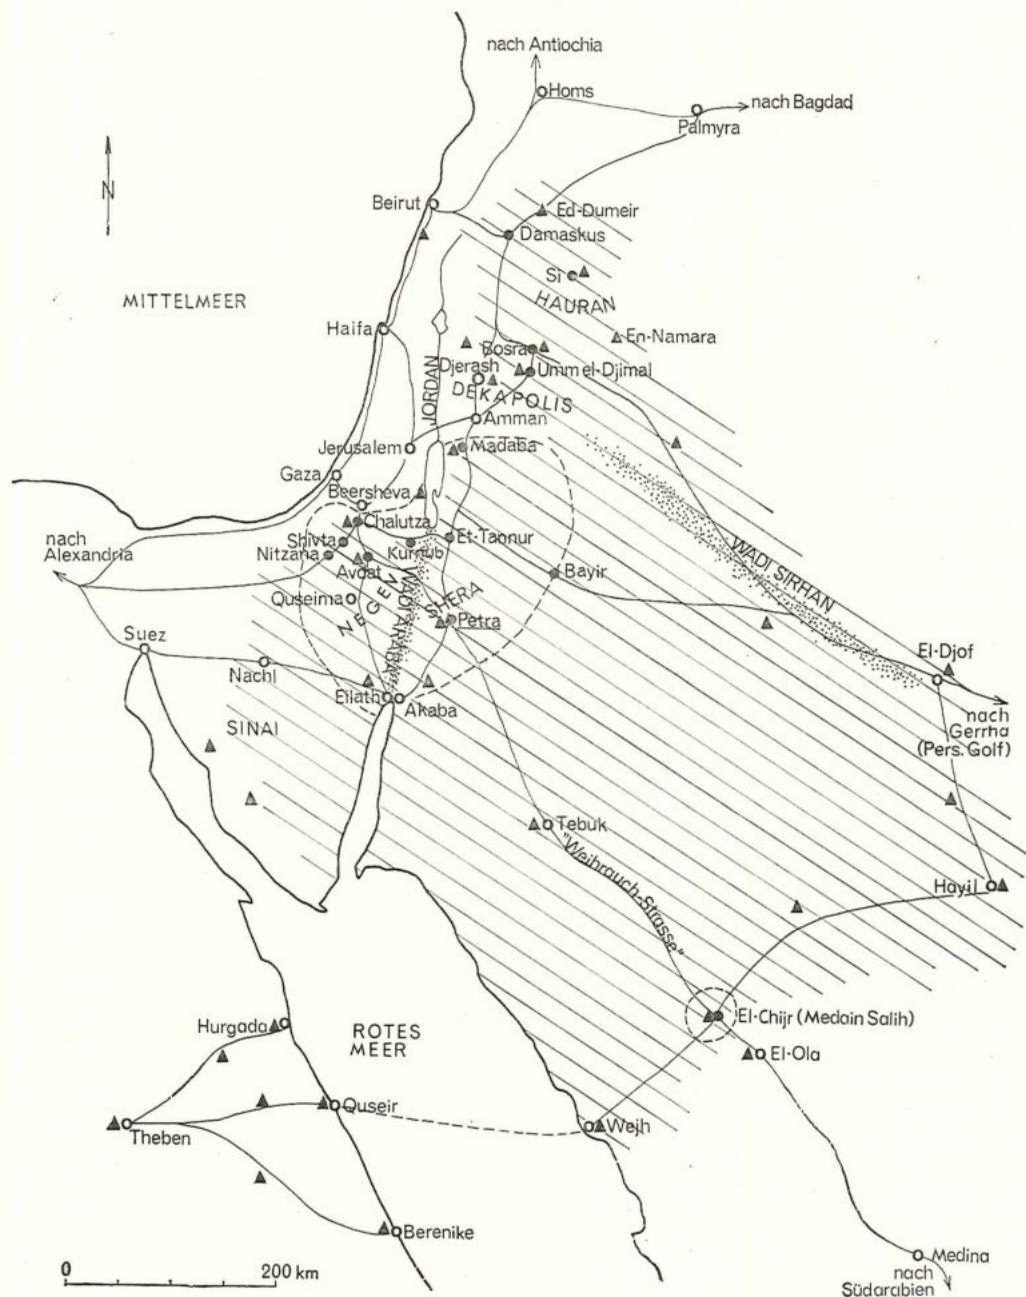 nach Antiochia
Homs
nach Bagdad
Palmyra
N
Beirut
Ed-Dumeir
Damaskus
Si
HAURAN
MITTELMEER
Haifa
En-Namara
Bosra
Djerash
Umm el-Djimal
JORDAN
DEKAPOLIS
Amman
Jerusalem
Madaba
Gaza
Beersheva
Chalutza
nach
Alexandria
Shivta
Et-Tannur
Nitzana
Kurnub
WADI SIRHAN
Avdat
Bayir
NEGEZ
WADI ARABA
SHERA
Quseima
Petra
Suez
El-Djof
Nachl
Eilath
Akaba
nach
Gerrha
(Pers. Golf)
SINAI
Tebuk
"Weihrauch-Strasse"
Hayil
Hurgada
ROTES
MEER
El-Chijr (Medain Salih)
El-Ola
Quseir
Theben
Wejh
Berenike
Medina
nach
Südarabien
0 200 km